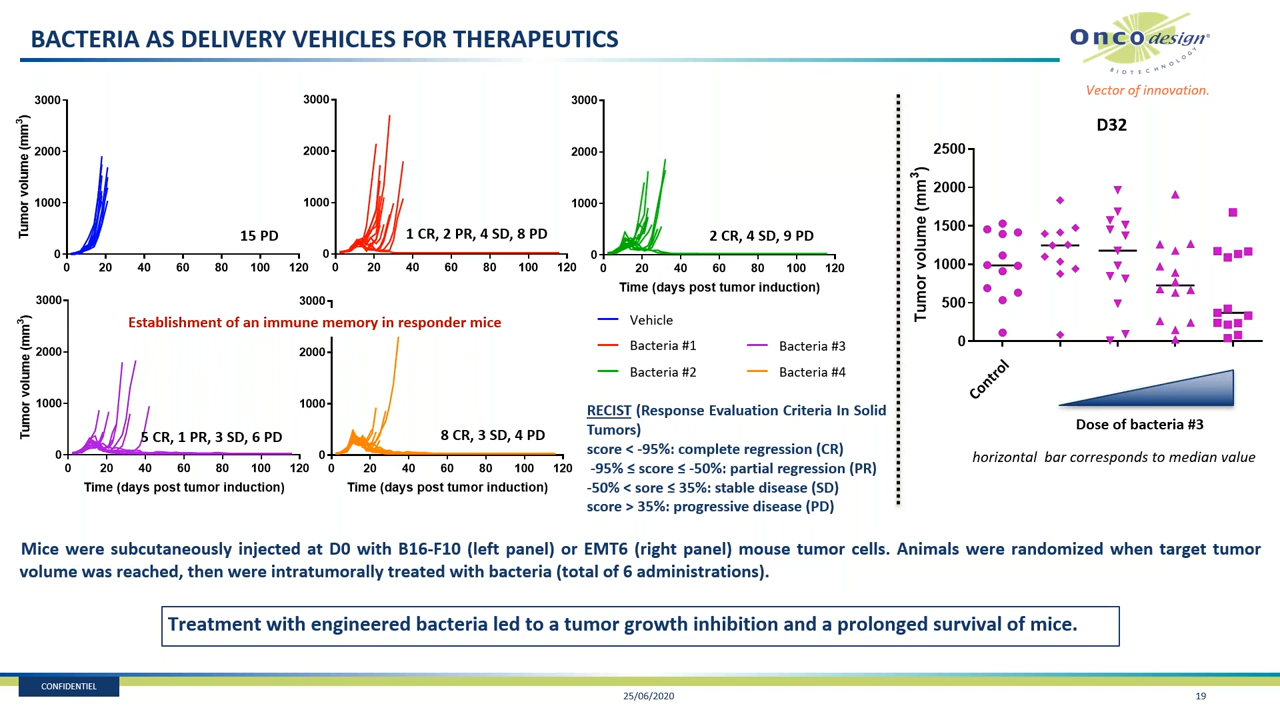 BACTERIA AS DELIVERY VEHICLES FOR THERAPEUTICS
Oncodesign®
BIOTECHNOLOGY
Vector of innovation.
3000
2000
1000
0
Tumor volume (mm3)
0 20 40 60 80 100 120
15 PD
3000
2000
1000
0
0 20 40 60 80 100 120
1 CR, 2 PR, 4 SD, 8 PD
3000
2000
1000
0
0 20 40 60 80 100 120
2 CR, 4 SD, 9 PD
Time (days post tumor induction)
3000
2000
1000
0
Tumor volume (mm3)
0 20 40 60 80 100 120
5 CR, 1 PR, 3 SD, 6 PD
Time (days post tumor induction)
Establishment of an immune memory in responder mice
3000
2000
1000
0
0 20 40 60 80 100 120
8 CR, 3 SD, 4 PD
Time (days post tumor induction)
Vehicle
Bacteria #1
Bacteria #2
Bacteria #3
Bacteria #4
RECIST (Response Evaluation Criteria In Solid
Tumors)
score < -95%: complete regression (CR)
-95% ≤ score ≤ -50%: partial regression (PR)
-50% < sore ≤ 35%: stable disease (SD)
score > 35%: progressive disease (PD)
D32
2500
2000
1500
1000
500
0
Tumor volume (mm3)
Control
Dose of bacteria #3
horizontal bar corresponds to median value
Mice were subcutaneously injected at D0 with B16-F10 (left panel) or EMT6 (right panel) mouse tumor cells. Animals were randomized when target tumor
volume was reached, then were intratumorally treated with bacteria (total of 6 administrations).
Treatment with engineered bacteria led to a tumor growth inhibition and a prolonged survival of mice.
CONFIDENTIEL
25/06/2020
19